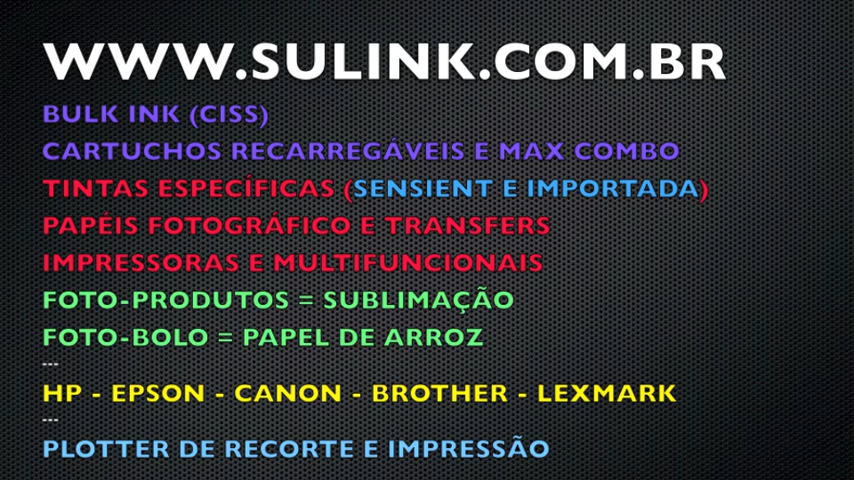 WWW.SULINK.COM.BR
BULK INK (CISS)
CARTUCHOS RECARREGÁVEIS E MAX COMBO
TINTAS ESPECÍFICAS (SENSIENT E IMPORTADA)
PAPÉIS FOTOGRÁFICO E TRANSFERS
IMPRESSORAS E MULTIFUNCIONAIS
FOTO-PRODUTOS = SUBLIMAÇÃO
FOTO-BOLO = PAPEL DE ARROZ
---
HP - EPSON - CANON - BROTHER - LEXMARK
---
PLOTTER DE RECORTE E IMPRESSÃO